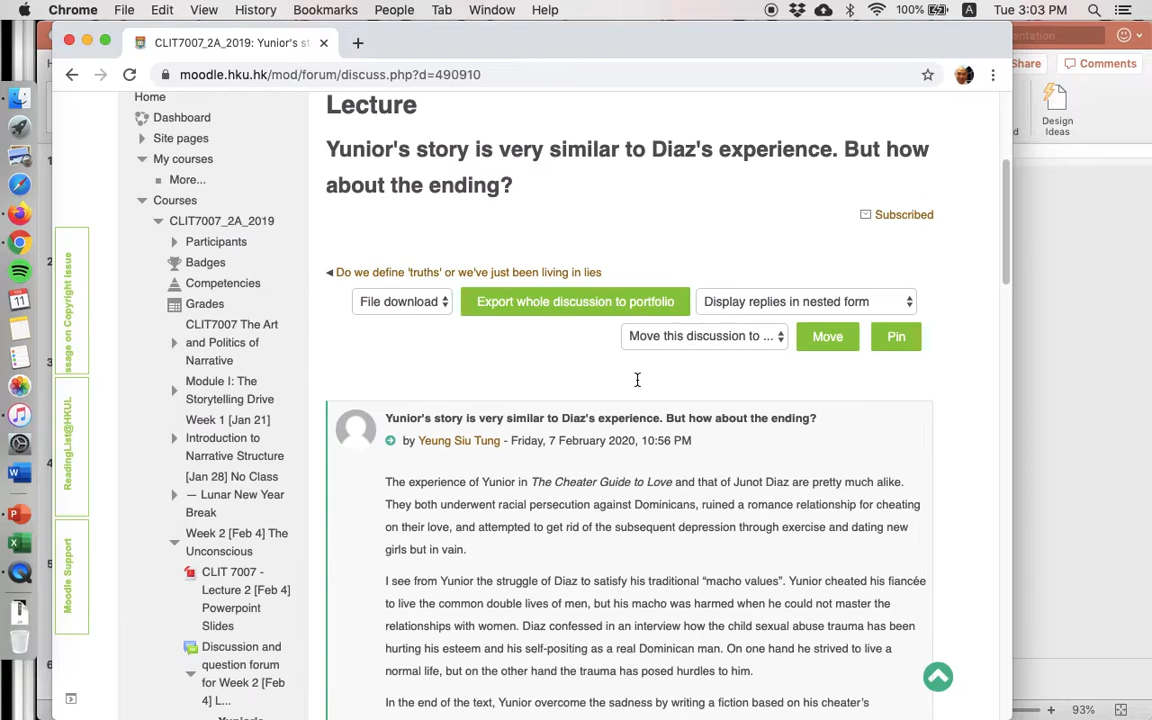 Chrome File Edit View History Bookmarks People Tab Window Help 100% A Tue 3:03 PM
CLIT7007_2A_2019: Yunior's st
entation
Share Comments
moodle.hku.hk/mod/forum/discuss.php?d=490910
Design
Ideas
Home
Dashboard
Site pages
My courses
More...
Courses
CLIT7007_2A_2019
Participants
Badges
Competencies
Grades
CLIT7007 The Art
and Politics of
Narrative
Module I: The
Storytelling Drive
Week 1 [Jan 21]
Introduction to
Narrative Structure
[Jan 28] No Class
— Lunar New Year
Break
Week 2 [Feb 4] The
Unconscious
CLIT 7007 -
Lecture 2 [Feb 4]
Powerpoint
Slides
Discussion and
question forum
for Week 2 [Feb
4] L...
Yunior's
ssage on Copyright Issue
ReadingList@HKUL
Moodle Support
Lecture
Yunior's story is very similar to Diaz's experience. But how
about the ending?
Subscribed
◀ Do we define 'truths' or we've just been living in lies
File download Export whole discussion to portfolio Display replies in nested form
Move this discussion to ... Move Pin
Yunior's story is very similar to Diaz's experience. But how about the ending?
by Yeung Siu Tung - Friday, 7 February 2020, 10:56 PM
The experience of Yunior in The Cheater Guide to Love and that of Junot Diaz are pretty much alike.
They both underwent racial persecution against Dominicans, ruined a romance relationship for cheating
on their love, and attempted to get rid of the subsequent depression through exercise and dating new
girls but in vain.
I see from Yunior the struggle of Diaz to satisfy his traditional “macho values”. Yunior cheated his fiancée
to live the common double lives of men, but his macho was harmed when he could not master the
relationships with women. Diaz confessed in an interview how the child sexual abuse trauma has been
hurting his esteem and his self-positing as a real Dominican man. On one hand he strived to live a
normal life, but on the other hand the trauma has posed hurdles to him.
In the end of the text, Yunior overcome the sadness by writing a fiction based on his cheater’s
FEB
11
93%